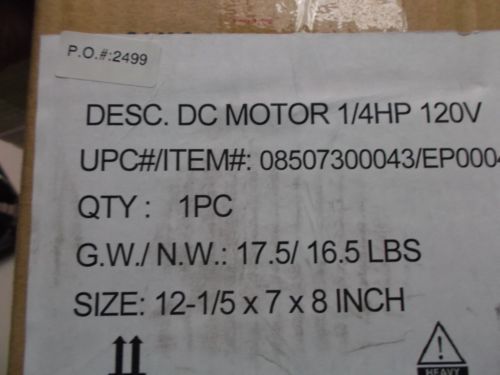 P.O.#:2499
DESC. DC MOTOR 1/4HP 120V
UPC#/ITEM#: 08507300043/EP0004
QTY : 1PC
G.W./ N.W.: 17.5/ 16.5 LBS
SIZE: 12-1/5 x 7 x 8 INCH
HEAVY